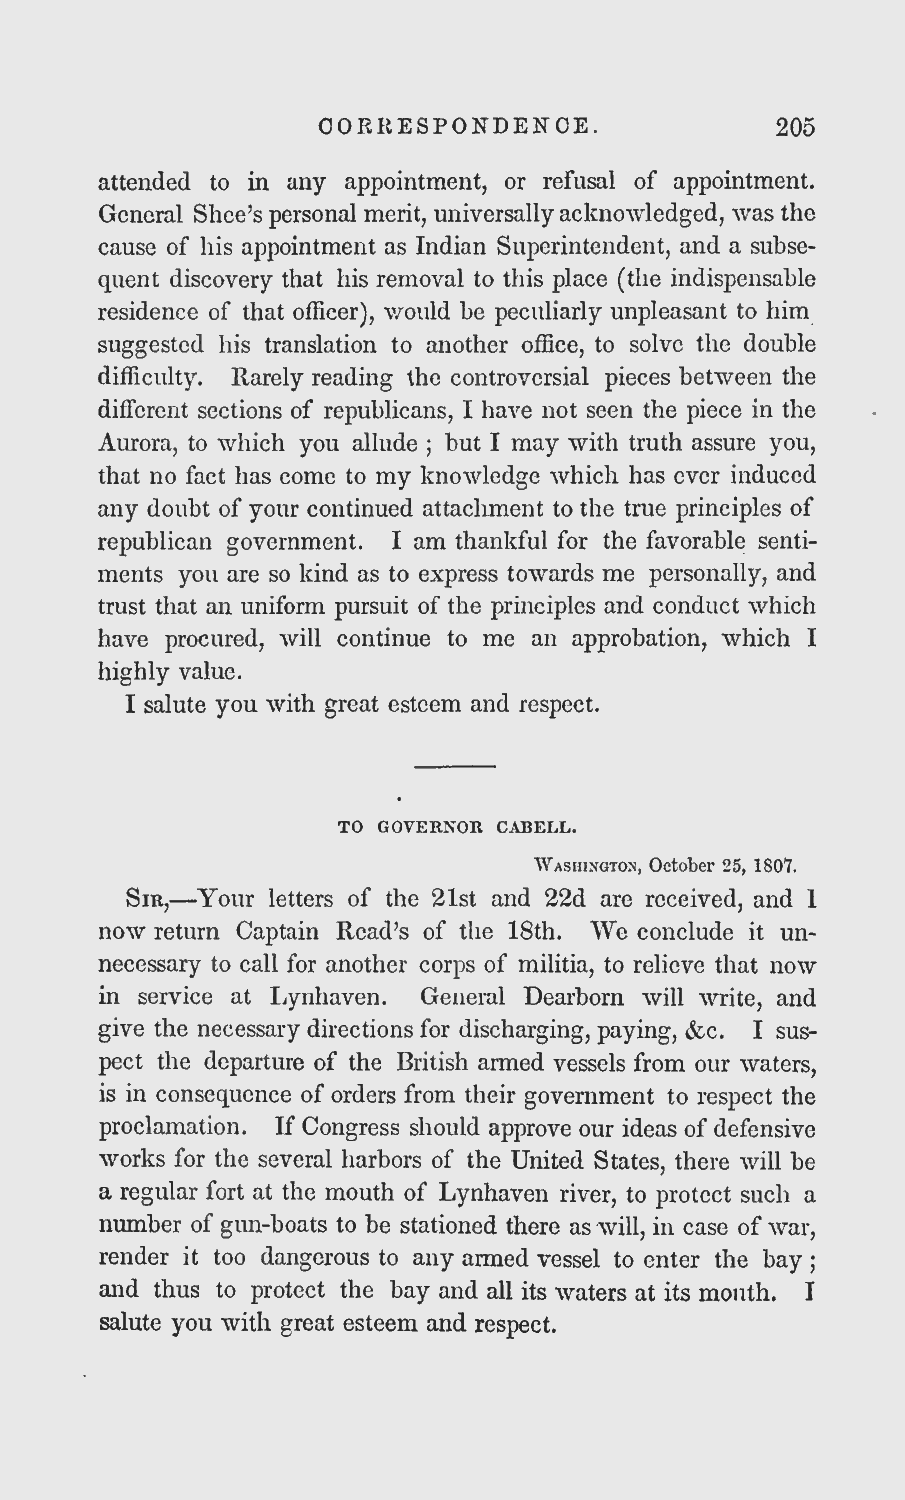 CORRESPONDENCE. 205
attended to in any appointment, or refusal of appointment.
General Shee's personal merit, universally acknowledged, was the
cause of his appointment as Indian Superintendent, and a subse-
quent discovery that his removal to this place (the indispensable
residence of that officer), would be peculiarly unpleasant to him
suggested his translation to another office, to solve the double
difficulty. Rarely reading the controversial pieces between the
different sections of republicans, I have not seen the piece in the
Aurora, to which you allude ; but I may with truth assure you,
that no fact has come to my knowledge which has ever induced
any doubt of your continued attachment to the true principles of
republican government. I am thankful for the favorable senti-
ments you are so kind as to express towards me personally, and
trust that an uniform pursuit of the principles and conduct which
have procured, will continue to me an approbation, which I
highly value.
I salute you with great esteem and respect.
TO GOVERNOR CABELL.
WASHINGTON, October 25, 1807.
SIR,—Your letters of the 21st and 22d are received, and I
now return Captain Read's of the 18th. We conclude it un-
necessary to call for another corps of militia, to relieve that now
in service at Lynhaven. General Dearborn will write, and
give the necessary directions for discharging, paying, &c. I sus-
pect the departure of the British armed vessels from our waters,
is in consequence of orders from their government to respect the
proclamation. If Congress should approve our ideas of defensive
works for the several harbors of the United States, there will be
a regular fort at the mouth of Lynhaven river, to protect such a
number of gun-boats to be stationed there as will, in case of war,
render it too dangerous to any armed vessel to enter the bay ;
and thus to protect the bay and all its waters at its mouth. I
salute you with great esteem and respect.